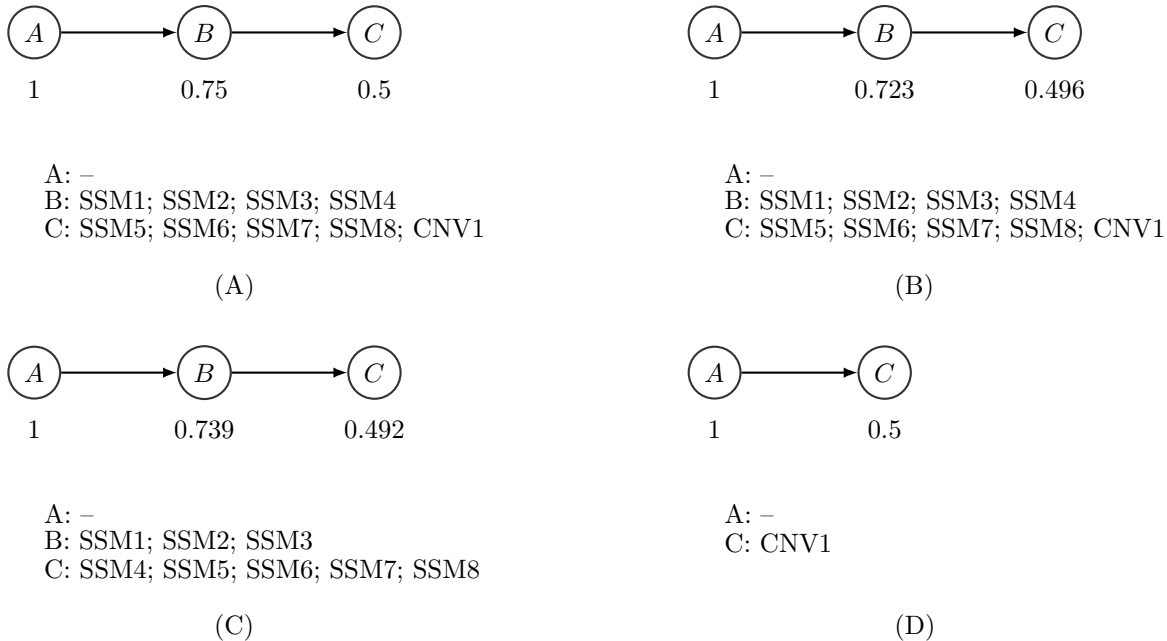 A B C
1 0.75 0.5
A: –
B: SSM1; SSM2; SSM3; SSM4
C: SSM5; SSM6; SSM7; SSM8; CNV1
(A)
A B C
1 0.723 0.496
A: –
B: SSM1; SSM2; SSM3; SSM4
C: SSM5; SSM6; SSM7; SSM8; CNV1
(B)
A B C
1 0.739 0.492
A: –
B: SSM1; SSM2; SSM3
C: SSM4; SSM5; SSM6; SSM7; SSM8
(C)
A C
1 0.5
A: –
C: CNV1
(D)